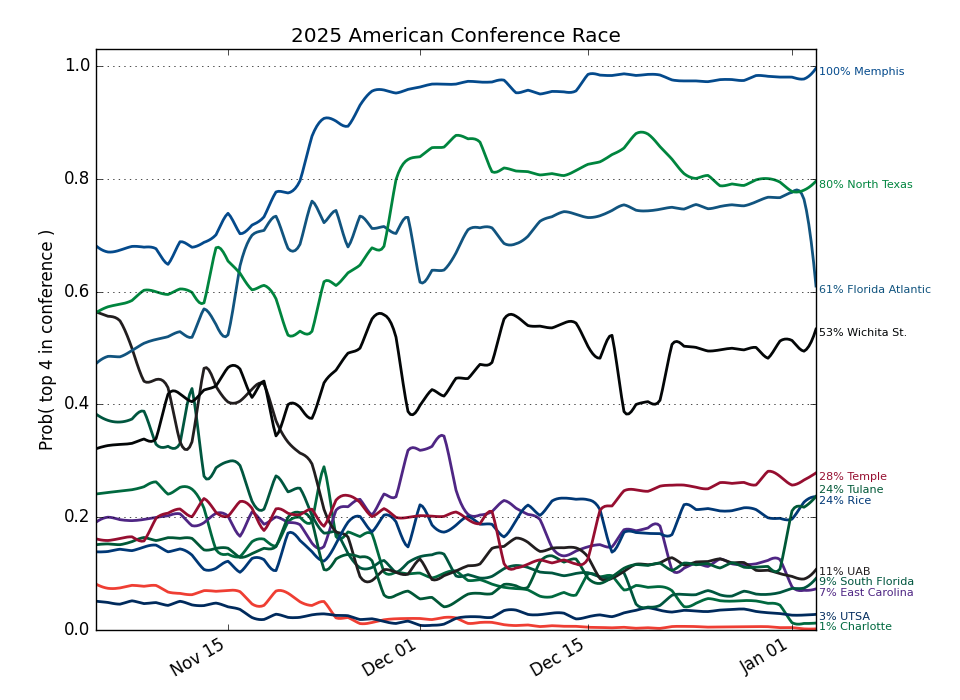 2025 American Conference Race
Prob( top 4 in conference )
1.0
0.8
0.6
0.4
0.2
0.0
Nov 15
Dec 01
Dec 15
Jan 01
100% Memphis
80% North Texas
61% Florida Atlantic
53% Wichita St.
28% Temple
24% Tulane
24% Rice
11% UAB
9% South Florida
7% East Carolina
3% UTSA
1% Charlotte